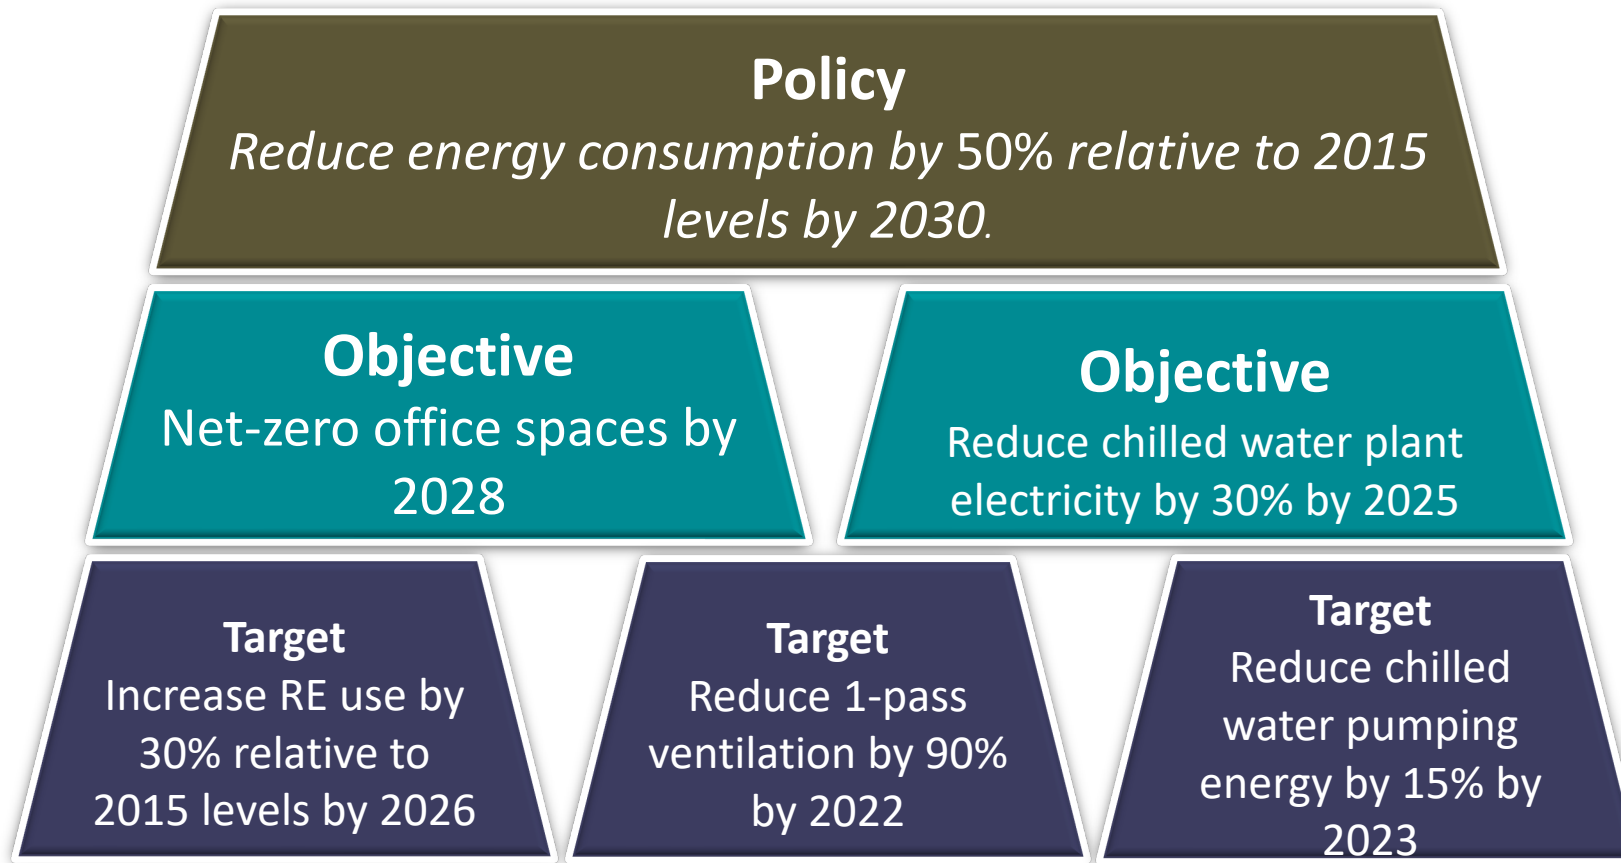 Policy
Reduce energy consumption by 50% relative to 2015
levels by 2030.
Objective
Net-zero office spaces by
2028
Objective
Reduce chilled water plant
electricity by 30% by 2025
Target
Increase RE use by
30% relative to
2015 levels by 2026
Target
Reduce 1-pass
ventilation by 90%
by 2022
Target
Reduce chilled
water pumping
energy by 15% by
2023